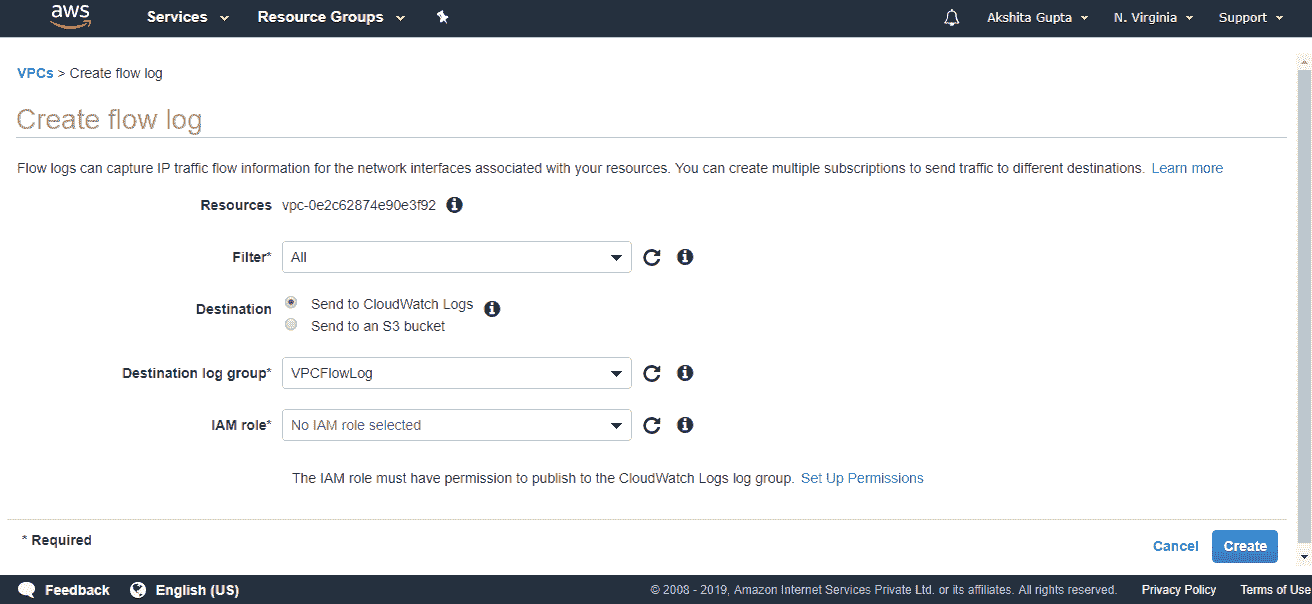 aws Services Resource Groups Akshita Gupta N. Virginia Support
VPCs > Create flow log
Create flow log
Flow logs can capture IP traffic flow information for the network interfaces associated with your resources. You can create multiple subscriptions to send traffic to different destinations. Learn more
Resources vpc-0e2c62874e90e3f92
Filter* All
Destination Send to CloudWatch Logs
Send to an S3 bucket
Destination log group* VPCFlowLog
IAM role* No IAM role selected
The IAM role must have permission to publish to the CloudWatch Logs log group. Set Up Permissions
* Required
Cancel Create
Feedback English (US) © 2008 - 2019, Amazon Internet Services Private Ltd. or its affiliates. All rights reserved. Privacy Policy Terms of Use